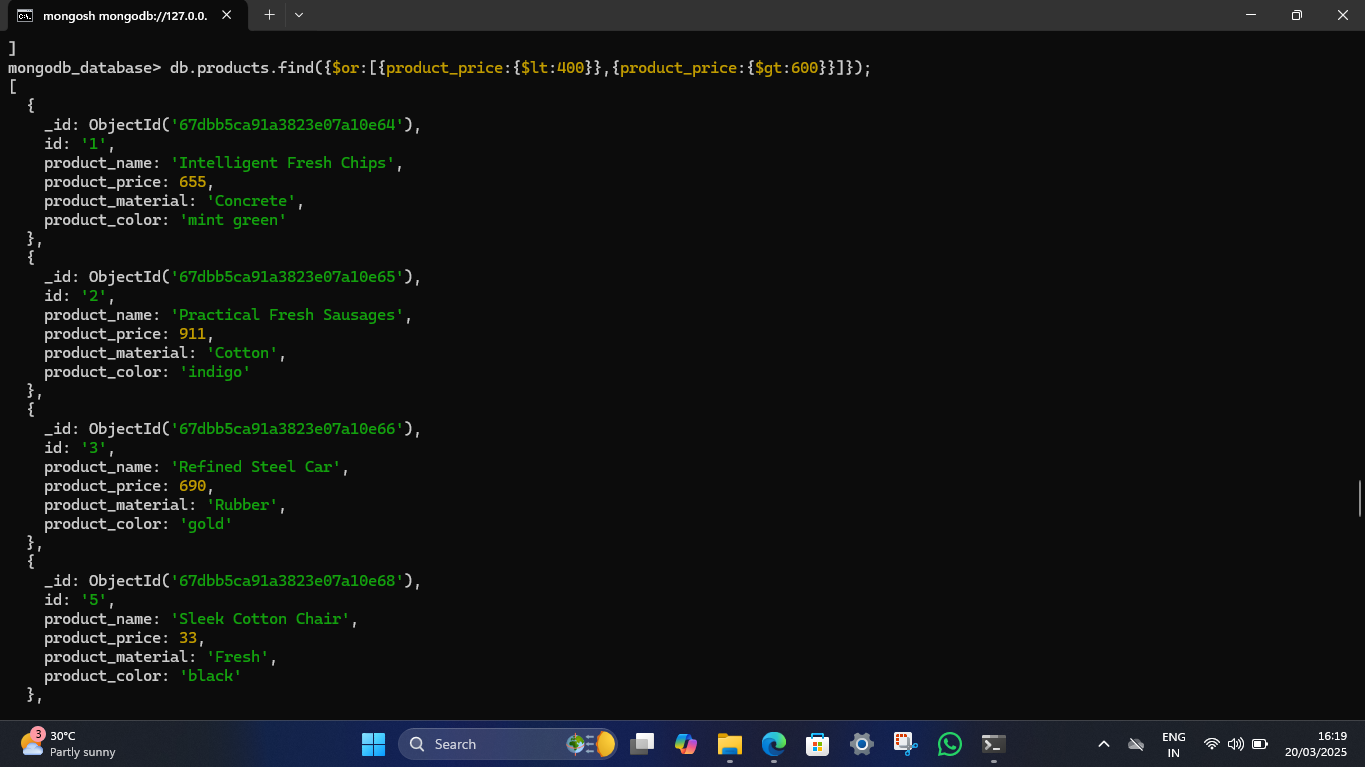 mongosh mongodb://127.0.0.
]
mongodb_database> db.products.find({$or:[{product_price:{$lt:400}},{product_price:{$gt:600}}]});
[
  {
    _id: ObjectId('67dbb5ca91a3823e07a10e64'),
    id: '1',
    product_name: 'Intelligent Fresh Chips',
    product_price: 655,
    product_material: 'Concrete',
    product_color: 'mint green'
  },
  {
    _id: ObjectId('67dbb5ca91a3823e07a10e65'),
    id: '2',
    product_name: 'Practical Fresh Sausages',
    product_price: 911,
    product_material: 'Cotton',
    product_color: 'indigo'
  },
  {
    _id: ObjectId('67dbb5ca91a3823e07a10e66'),
    id: '3',
    product_name: 'Refined Steel Car',
    product_price: 690,
    product_material: 'Rubber',
    product_color: 'gold'
  },
  {
    _id: ObjectId('67dbb5ca91a3823e07a10e68'),
    id: '5',
    product_name: 'Sleek Cotton Chair',
    product_price: 33,
    product_material: 'Fresh',
    product_color: 'black'
  },
3
30°C
Partly sunny
Search
ENG
IN
16:19
20/03/2025